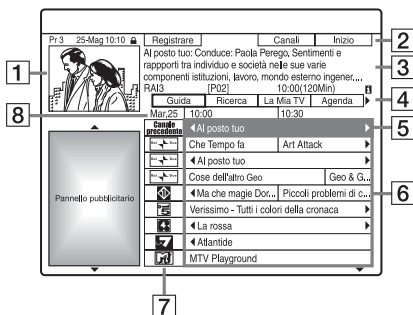 Pr 3 25-Mag 10:10 Registrare Canali Inizio
2
1
Al posto tuo: Conduce: Paola Perego, Sentimenti e
rappporti tra individuo e società nele sue varie
componenti istituzioni, lavoro, mondo esterno ingener,...
3
RAI3 [P02] 10:00(120Min)
Guida Ricerca La Mia TV Agenda
4
8
Mar,25 10:00 10:30
Canale
precedente
Al posto tuo
5
Che Tempo fa Art Attack
Al posto tuo
Cose dell'altro Geo Geo & G...
Pannello pubblicitario
Ma che magie Dor... Piccoli problemi di c...
6
Verissimo - Tutti i colori della cronaca
La rossa
Atlantide
MTV Playground
7